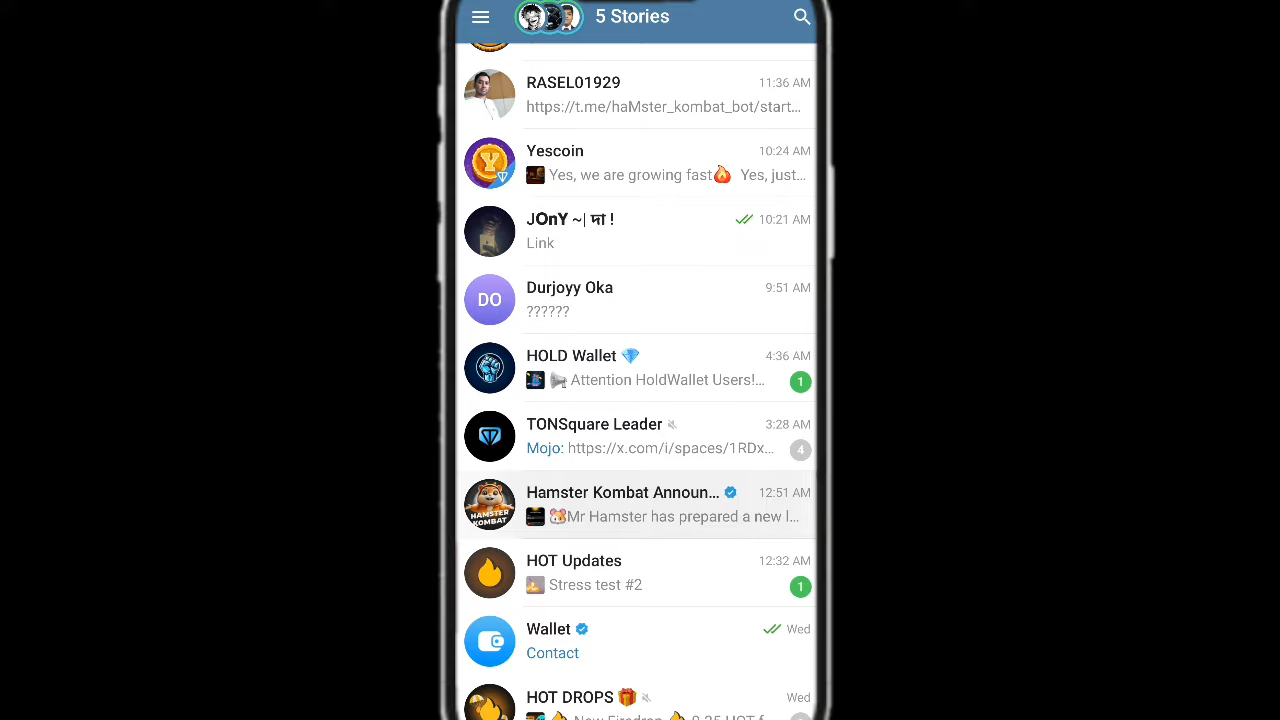 5 Stories
RASEL01929 11:36 AM
https://t.me/haMster_kombat_bot/start...
Yescoin 10:24 AM
Yes, we are growing fast🔥 Yes, just...
JOnY ~| দা ! 10:21 AM
Link
DO Durjoyy Oka 9:51 AM
??????
HOLD Wallet 💎 4:36 AM
📢 Attention HoldWallet Users!... 1
TONSquare Leader 3:28 AM
Mojo: https://x.com/i/spaces/1RDx... 4
Hamster Kombat Announ... 12:51 AM
🐹Mr Hamster has prepared a new l...
HAMSTER
KOMBAT
HOT Updates 12:32 AM
Stress test #2 1
Wallet Wed
Contact
HOT DROPS 🎁 Wed